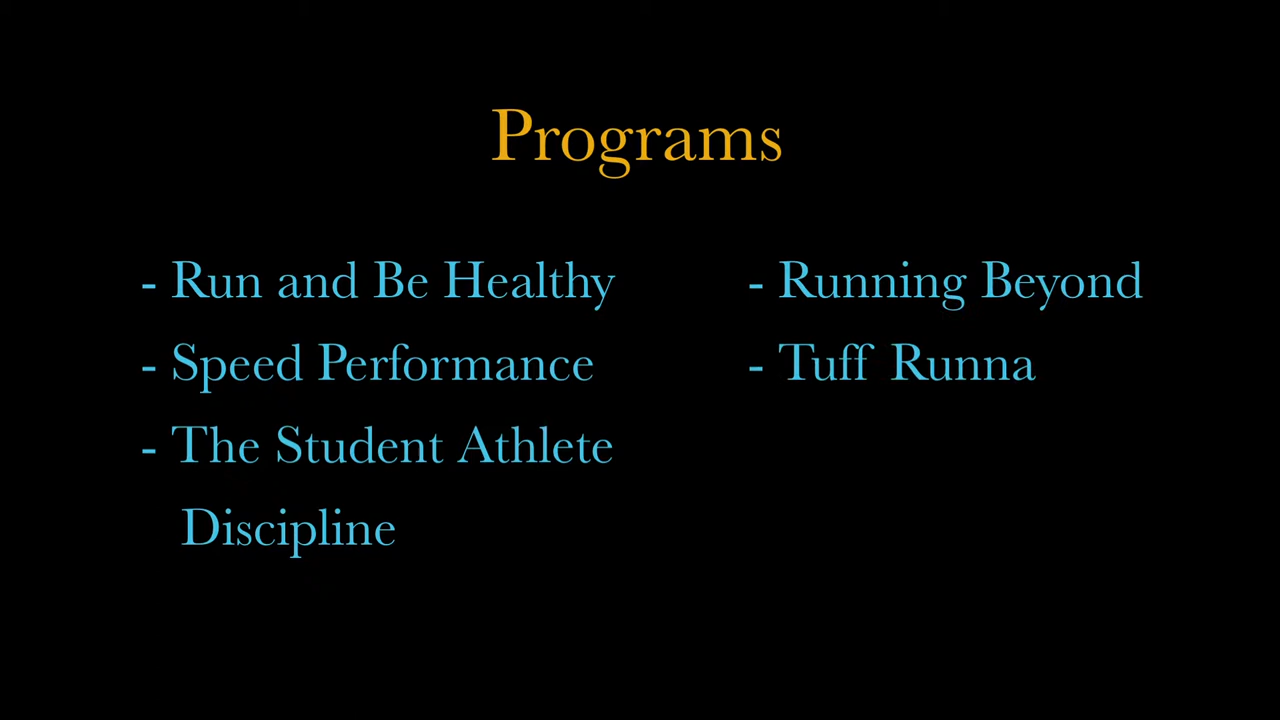 Programs
- Run and Be Healthy
- Speed Performance
- The Student Athlete
Discipline
- Running Beyond
- Tuff Runna